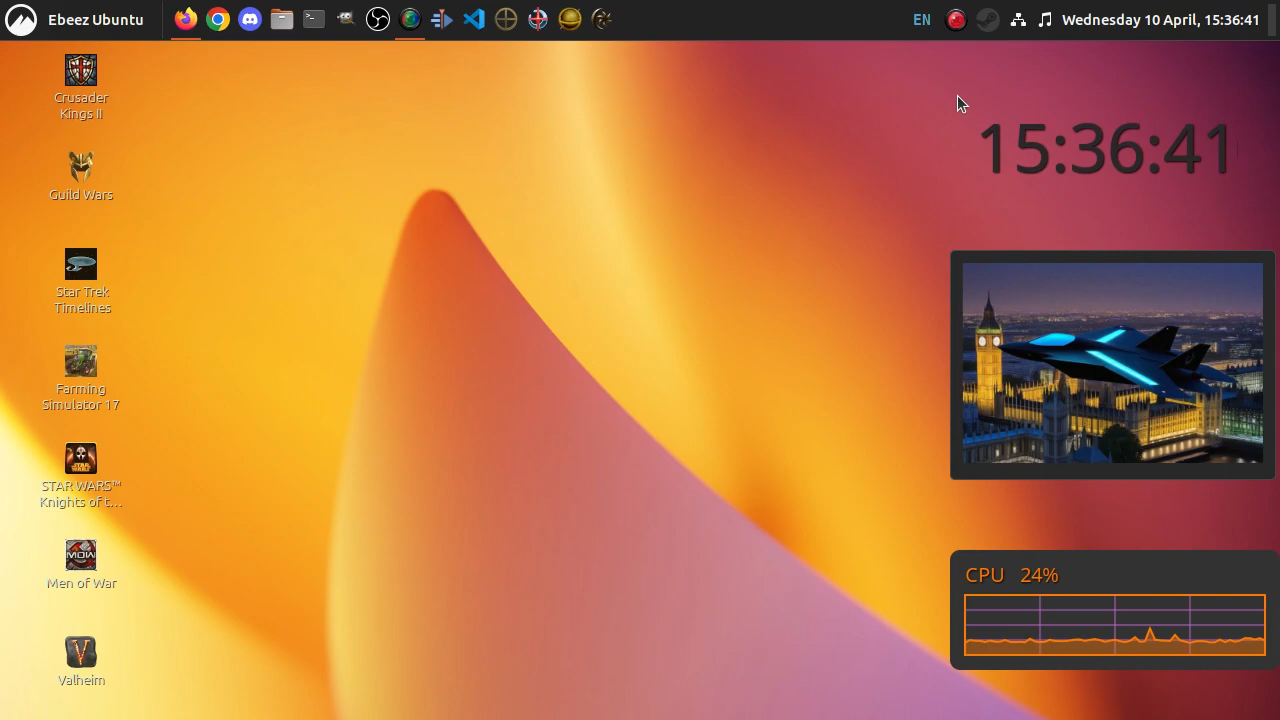 Ebeez Ubuntu
EN
Wednesday 10 April, 15:36:41
Crusader
Kings II
Guild Wars
Star Trek
Timelines
Farming
Simulator 17
STAR WARS™
Knights of t...
MOW
Men of War
Valheim
15:36:41
CPU 24%